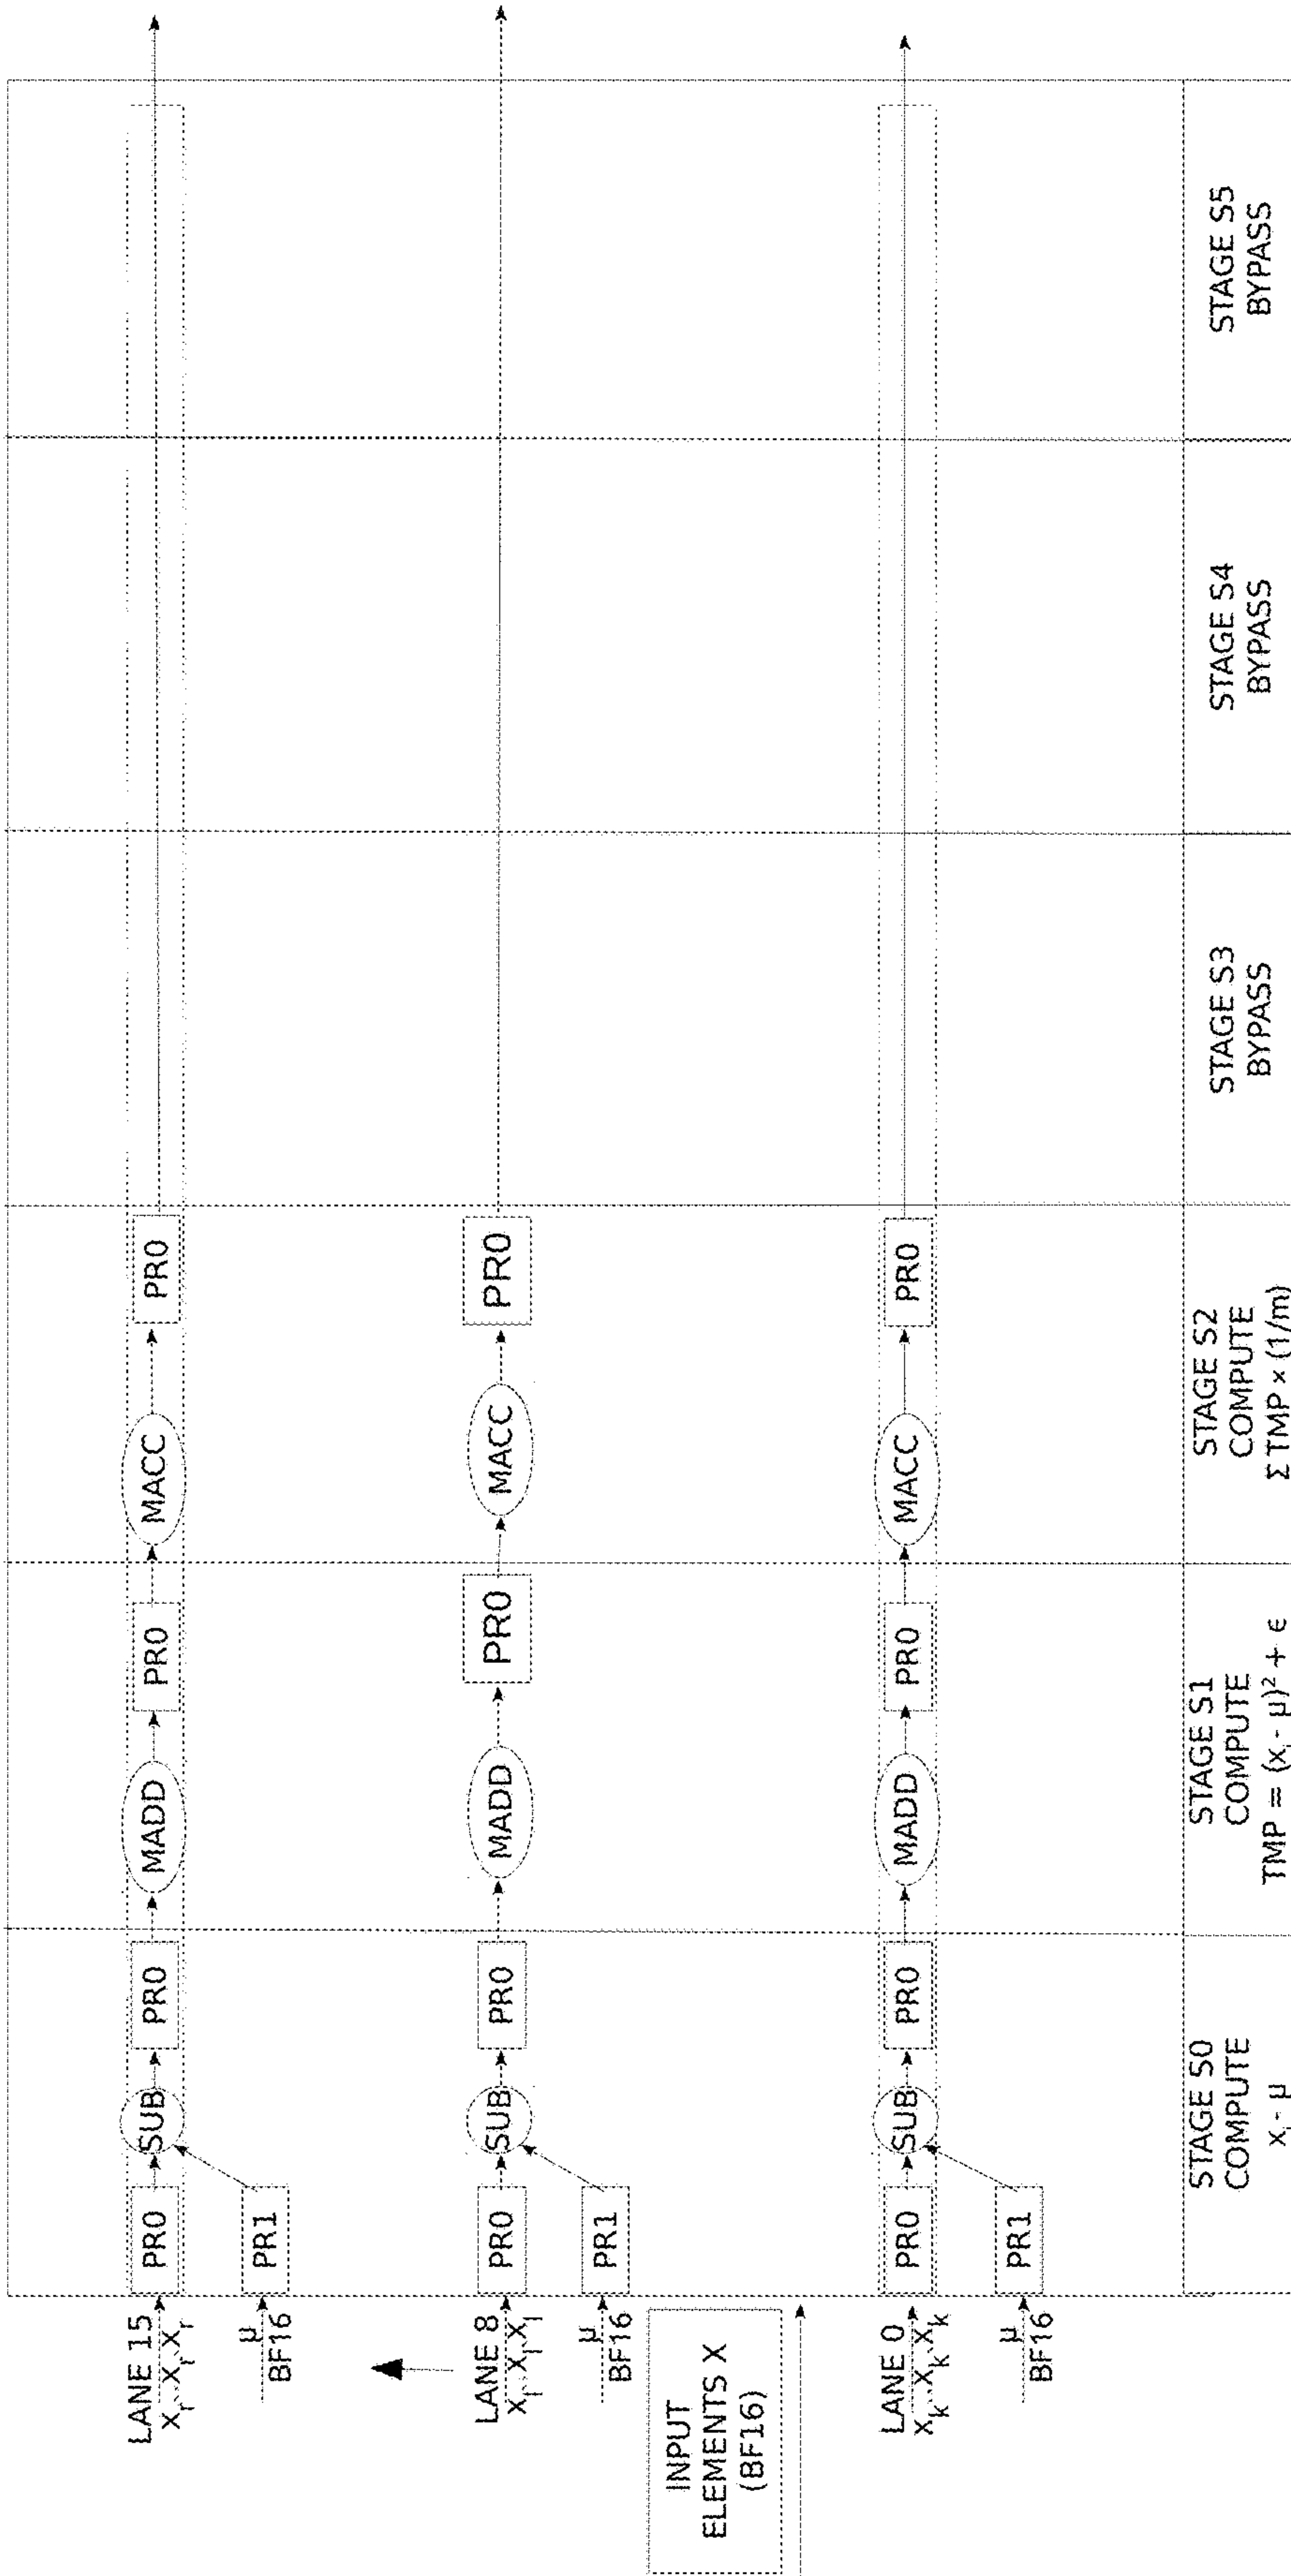 LANE 15
xᵣ, xᵣ, xᵣ
μ
BF16
PR0
PR1
SUB
PR0
MADD
PR0
MACC
PR0
LANE 8
xₗ, xₗ, xₗ
μ
BF16
PR0
PR1
SUB
PR0
MADD
PR0
MACC
PR0
INPUT
ELEMENTS X
(BF16)
LANE 0
xₖ, xₖ, xₖ
μ
BF16
PR0
PR1
SUB
PR0
MADD
PR0
MACC
PR0
STAGE S0
COMPUTE
xᵢ - μ
STAGE S1
COMPUTE
TMP = (xᵢ - μ)² + ϵ
STAGE S2
COMPUTE
Σ TMP × (1/m)
STAGE S3
BYPASS
STAGE S4
BYPASS
STAGE S5
BYPASS